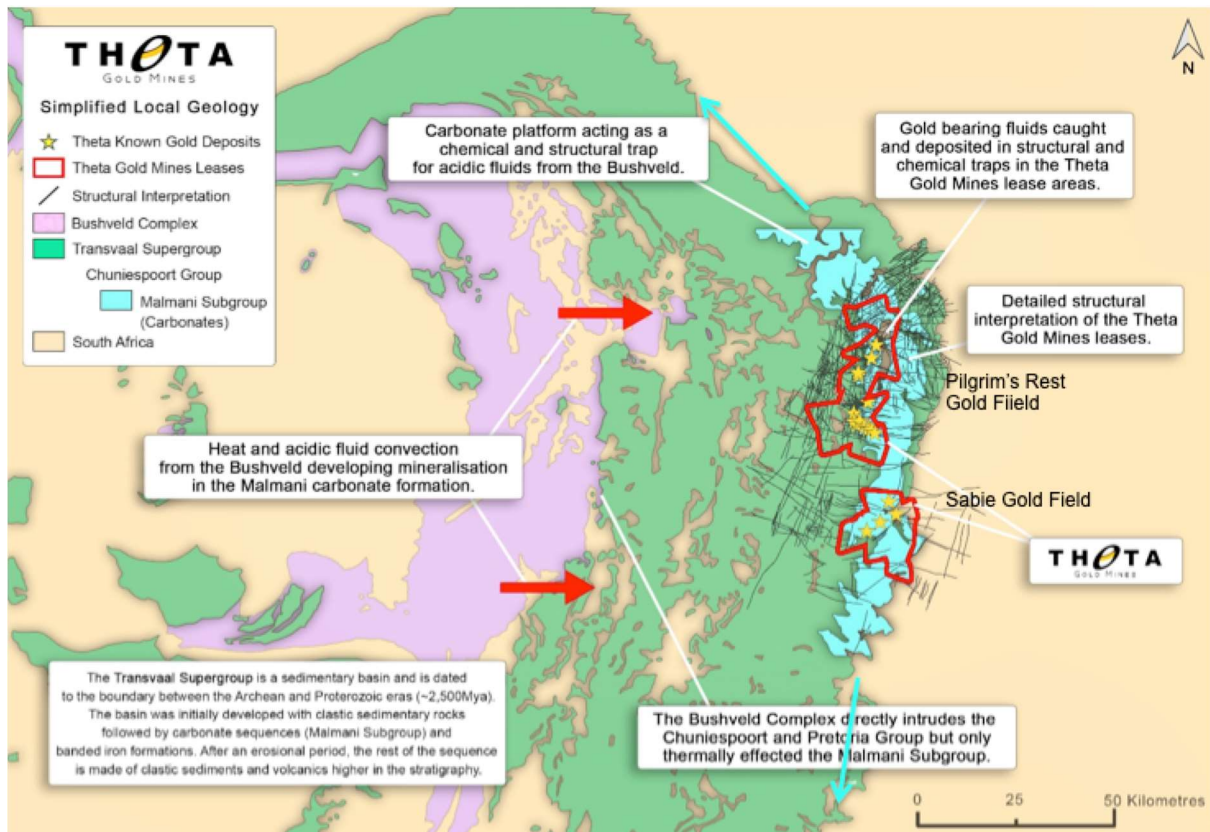 THETA
GOLD MINES
Simplified Local Geology
Theta Known Gold Deposits
Theta Gold Mines Leases
Structural Interpretation
Bushveld Complex
Transvaal Supergroup
Chuniespoort Group
Malmani Subgroup
(Carbonates)
South Africa
Carbonate platform acting as a
chemical and structural trap
for acidic fluids from the Bushveld.
Gold bearing fluids caught
and deposited in structural and
chemical traps in the Theta
Gold Mines lease areas.
N
Detailed structural
interpretation of the Theta
Gold Mines leases.
Pilgrim's Rest
Gold Fiield
Heat and acidic fluid convection
from the Bushveld developing mineralisation
in the Malmani carbonate formation.
Sabie Gold Field
THETA
GOLD MINES
The Transvaal Supergroup is a sedimentary basin and is dated
to the boundary between the Archean and Proterozoic eras (~2,500Mya).
The basin was initially developed with clastic sedimentary rocks
followed by carbonate sequences (Malmani Subgroup) and
banded iron formations. After an erosional period, the rest of the sequence
is made of clastic sediments and volcanics higher in the stratigraphy.
The Bushveld Complex directly intrudes the
Chuniespoort and Pretoria Group but only
thermally effected the Malmani Subgroup.
0 25 50 Kilometres